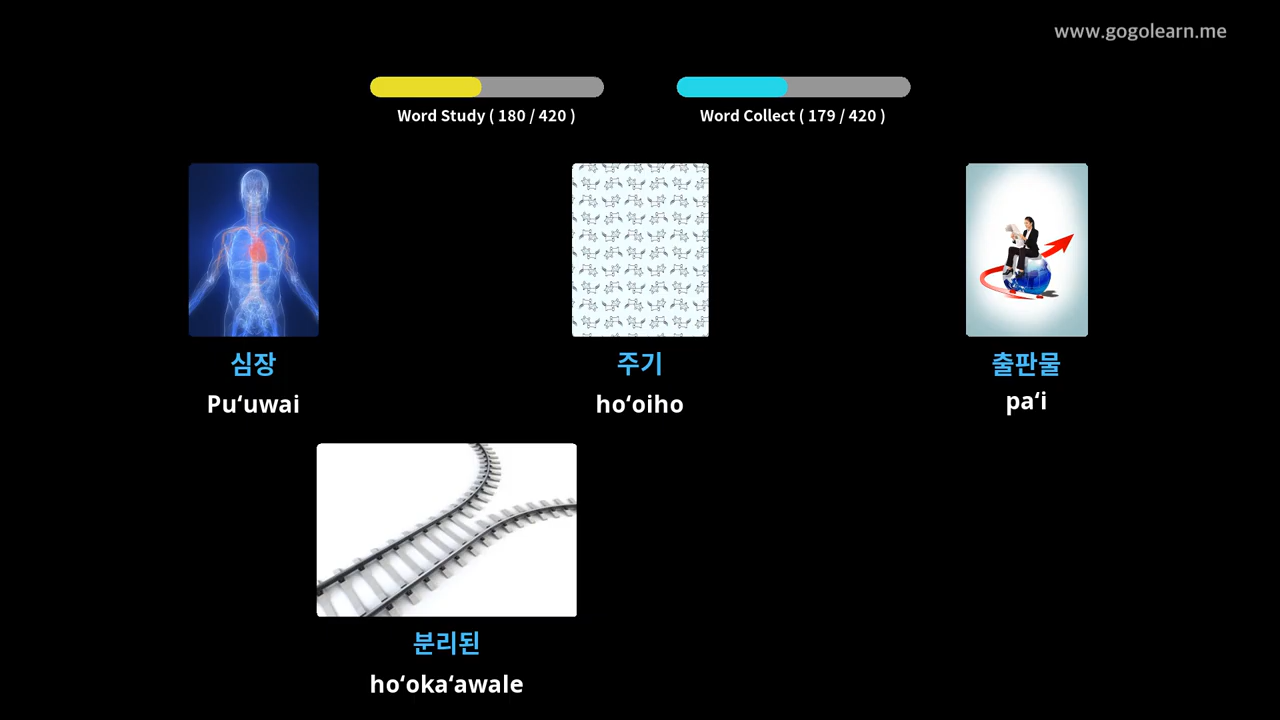 www.gogolearn.me
Word Study ( 180 / 420 )
Word Collect ( 179 / 420 )
심장
Puʻuwai
주기
hoʻoiho
출판물
paʻi
분리된
hoʻokaʻawale